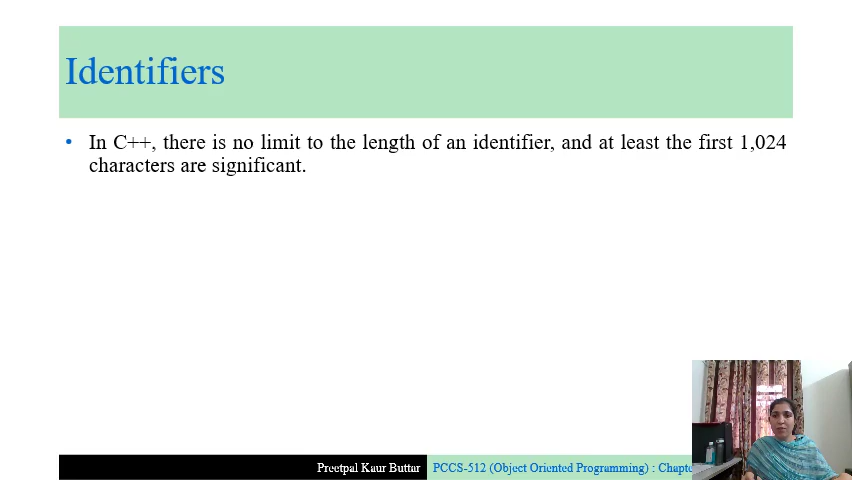 Identifiers
• In C++, there is no limit to the length of an identifier, and at least the first 1,024
characters are significant.
Preetpal Kaur Buttar PCCS-512 (Object Oriented Programming) : Chapte